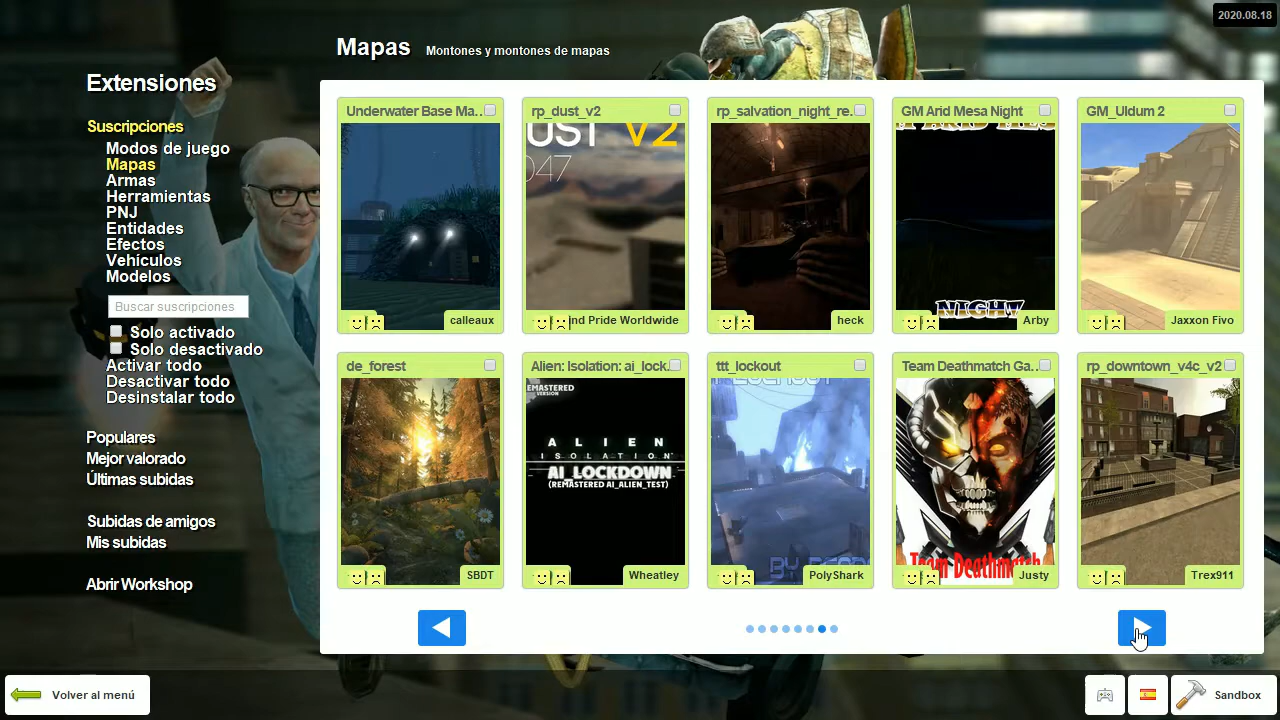 2020.08.18
Mapas Montones y montones de mapas
Extensiones
Suscripciones
Modos de juego
Mapas
Armas
Herramientas
PNJ
Entidades
Efectos
Vehículos
Modelos
Buscar suscripciones
Solo activado
Solo desactivado
Activar todo
Desactivar todo
Desinstalar todo
Populares
Mejor valorado
Últimas subidas
Subidas de amigos
Mis subidas
Abrir Workshop
Underwater Base Ma..
calleaux
rp_dust_v2
UST V2
047
nd Pride Worldwide
rp_salvation_night_re..
heck
GM Arid Mesa Night
NIGHT
Arby
GM_Uldum 2
Jaxxon Fivo
de_forest
SBDT
Alien: Isolation: ai_lock..
EMASTERED
VERSION
ALIEN
ISOLATION
AI_LOCKDOWN
(REMASTERED AI_ALIEN_TEST)
Wheatley
ttt_lockout
PolyShark
Team Deathmatch Ga..
Team Deathmatch
Justy
rp_downtown_v4c_v2
Trex911
Volver al menú
Sandbox